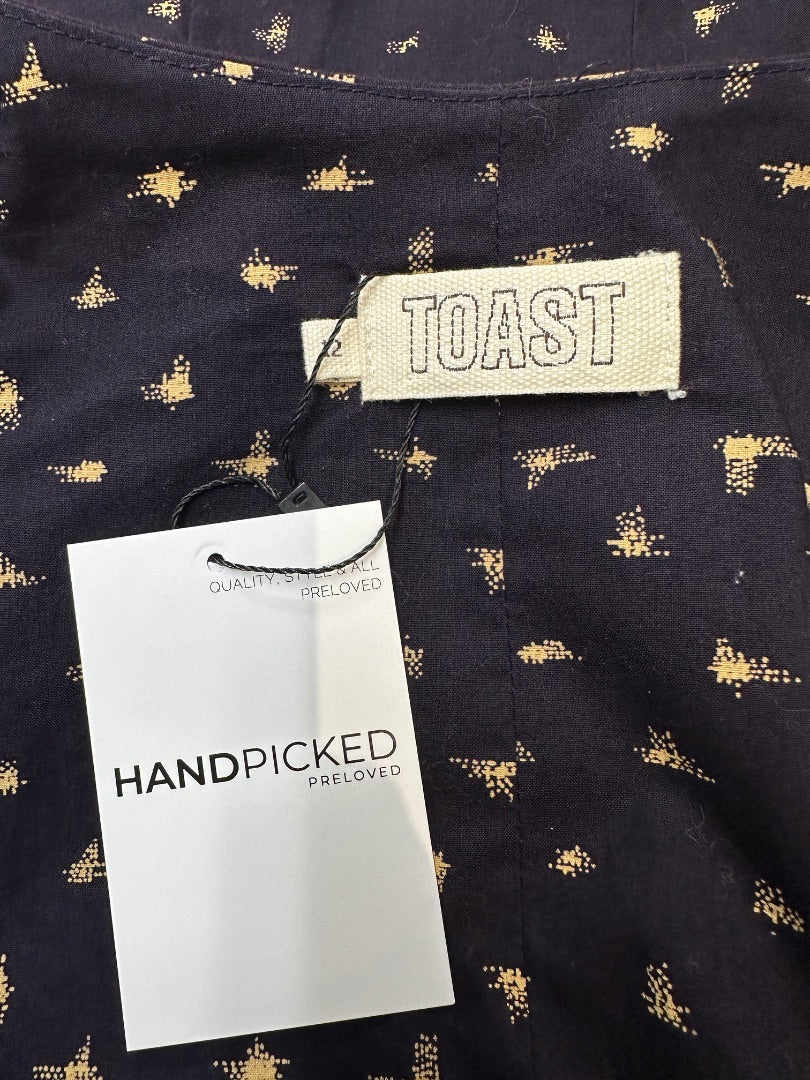 TOAST
QUALITY, STYLE & ALL
PRELOVED
HANDPICKED
PRELOVED